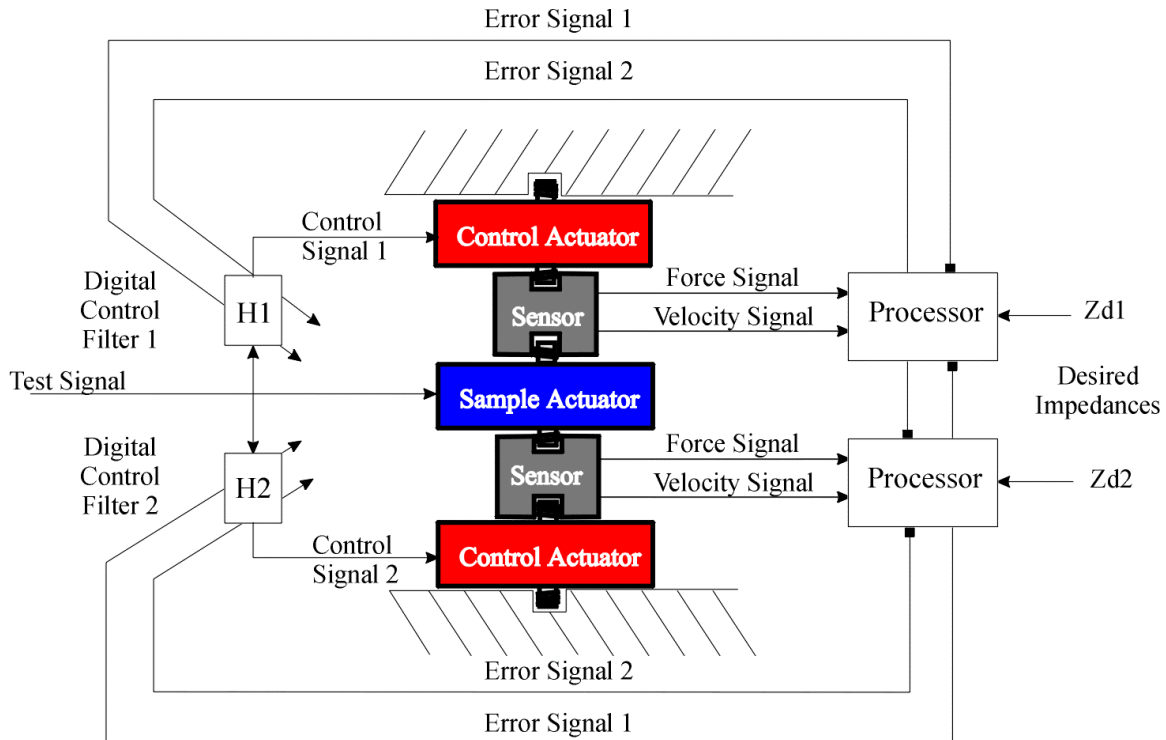 Error Signal 1
Error Signal 2
Control
Signal 1
Control Actuator
Digital
Control
Filter 1
H1
Sensor
Force Signal
Velocity Signal
Processor
Zd1
Test Signal
Sample Actuator
Desired
Impedances
Digital
Control
Filter 2
H2
Sensor
Force Signal
Velocity Signal
Processor
Zd2
Control
Signal 2
Control Actuator
Error Signal 2
Error Signal 1